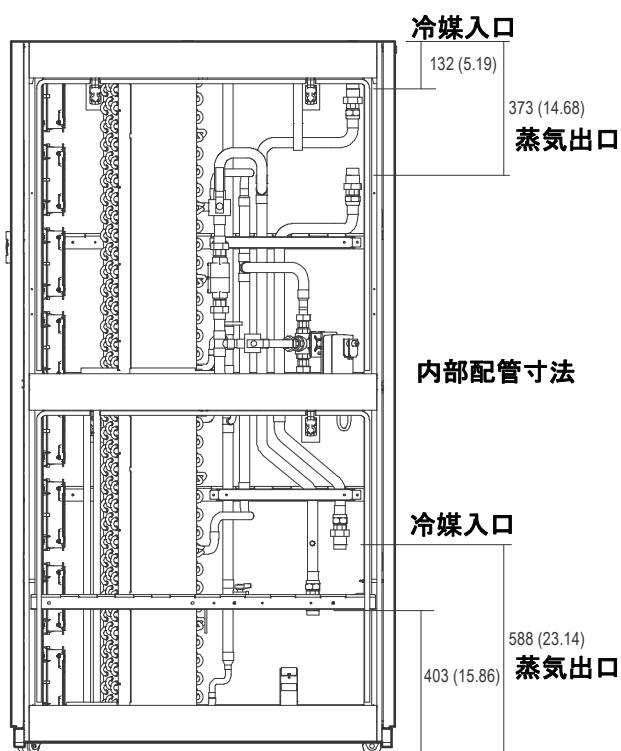 冷媒入口
132 (5.19)
373 (14.68)
蒸気出口
内部配管寸法
冷媒入口
588 (23.14)
蒸気出口
403 (15.86)